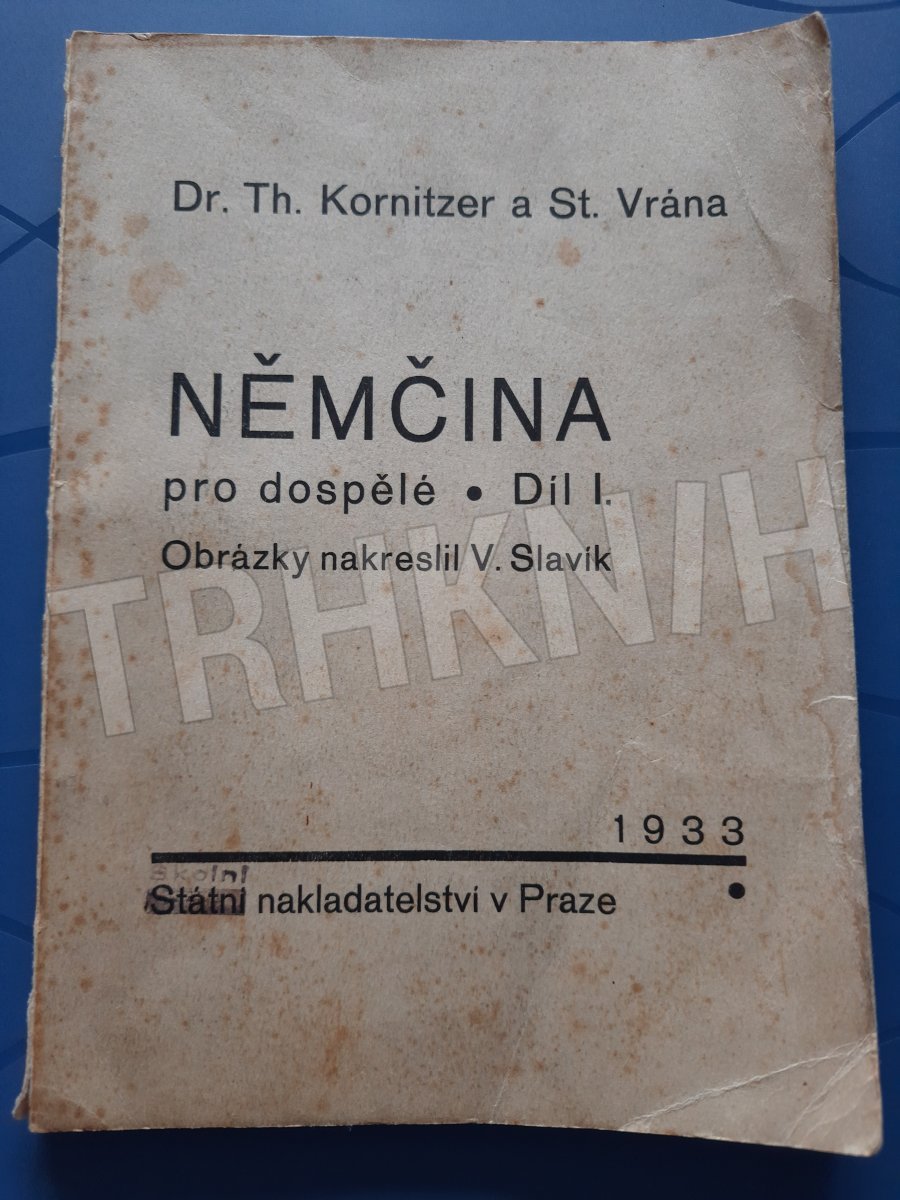 Dr. Th. Kornitzer a St. Vrána
NĚMČINA
pro dospělé • Díl I.
Obrázky nakreslil V. Slavík
TRHKNIH
1933
Školní
Státní nakladatelství v Praze •